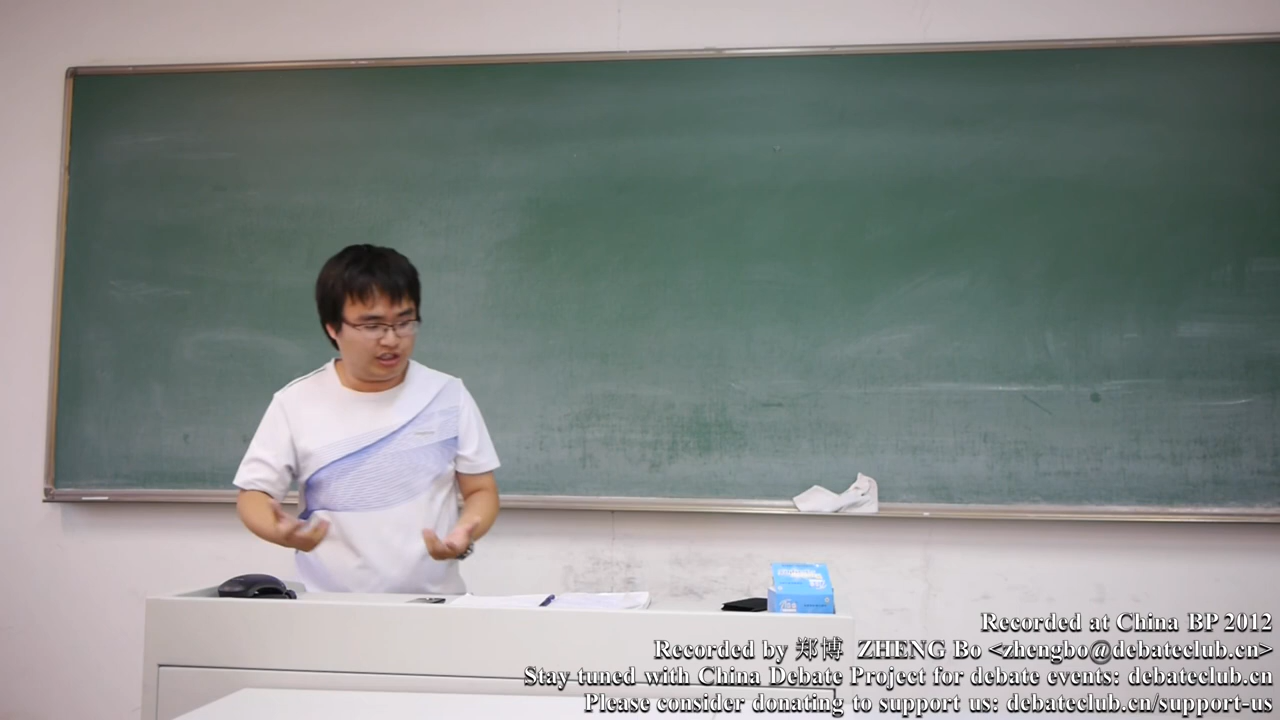 Recorded at China BP 2012
Recorded by 郑博 ZHENG Bo <zhengbo@debateclub.cn>
Stay tuned with China Debate Project for debate events: debateclub.cn
Please consider donating to support us: debateclub.cn/support-us